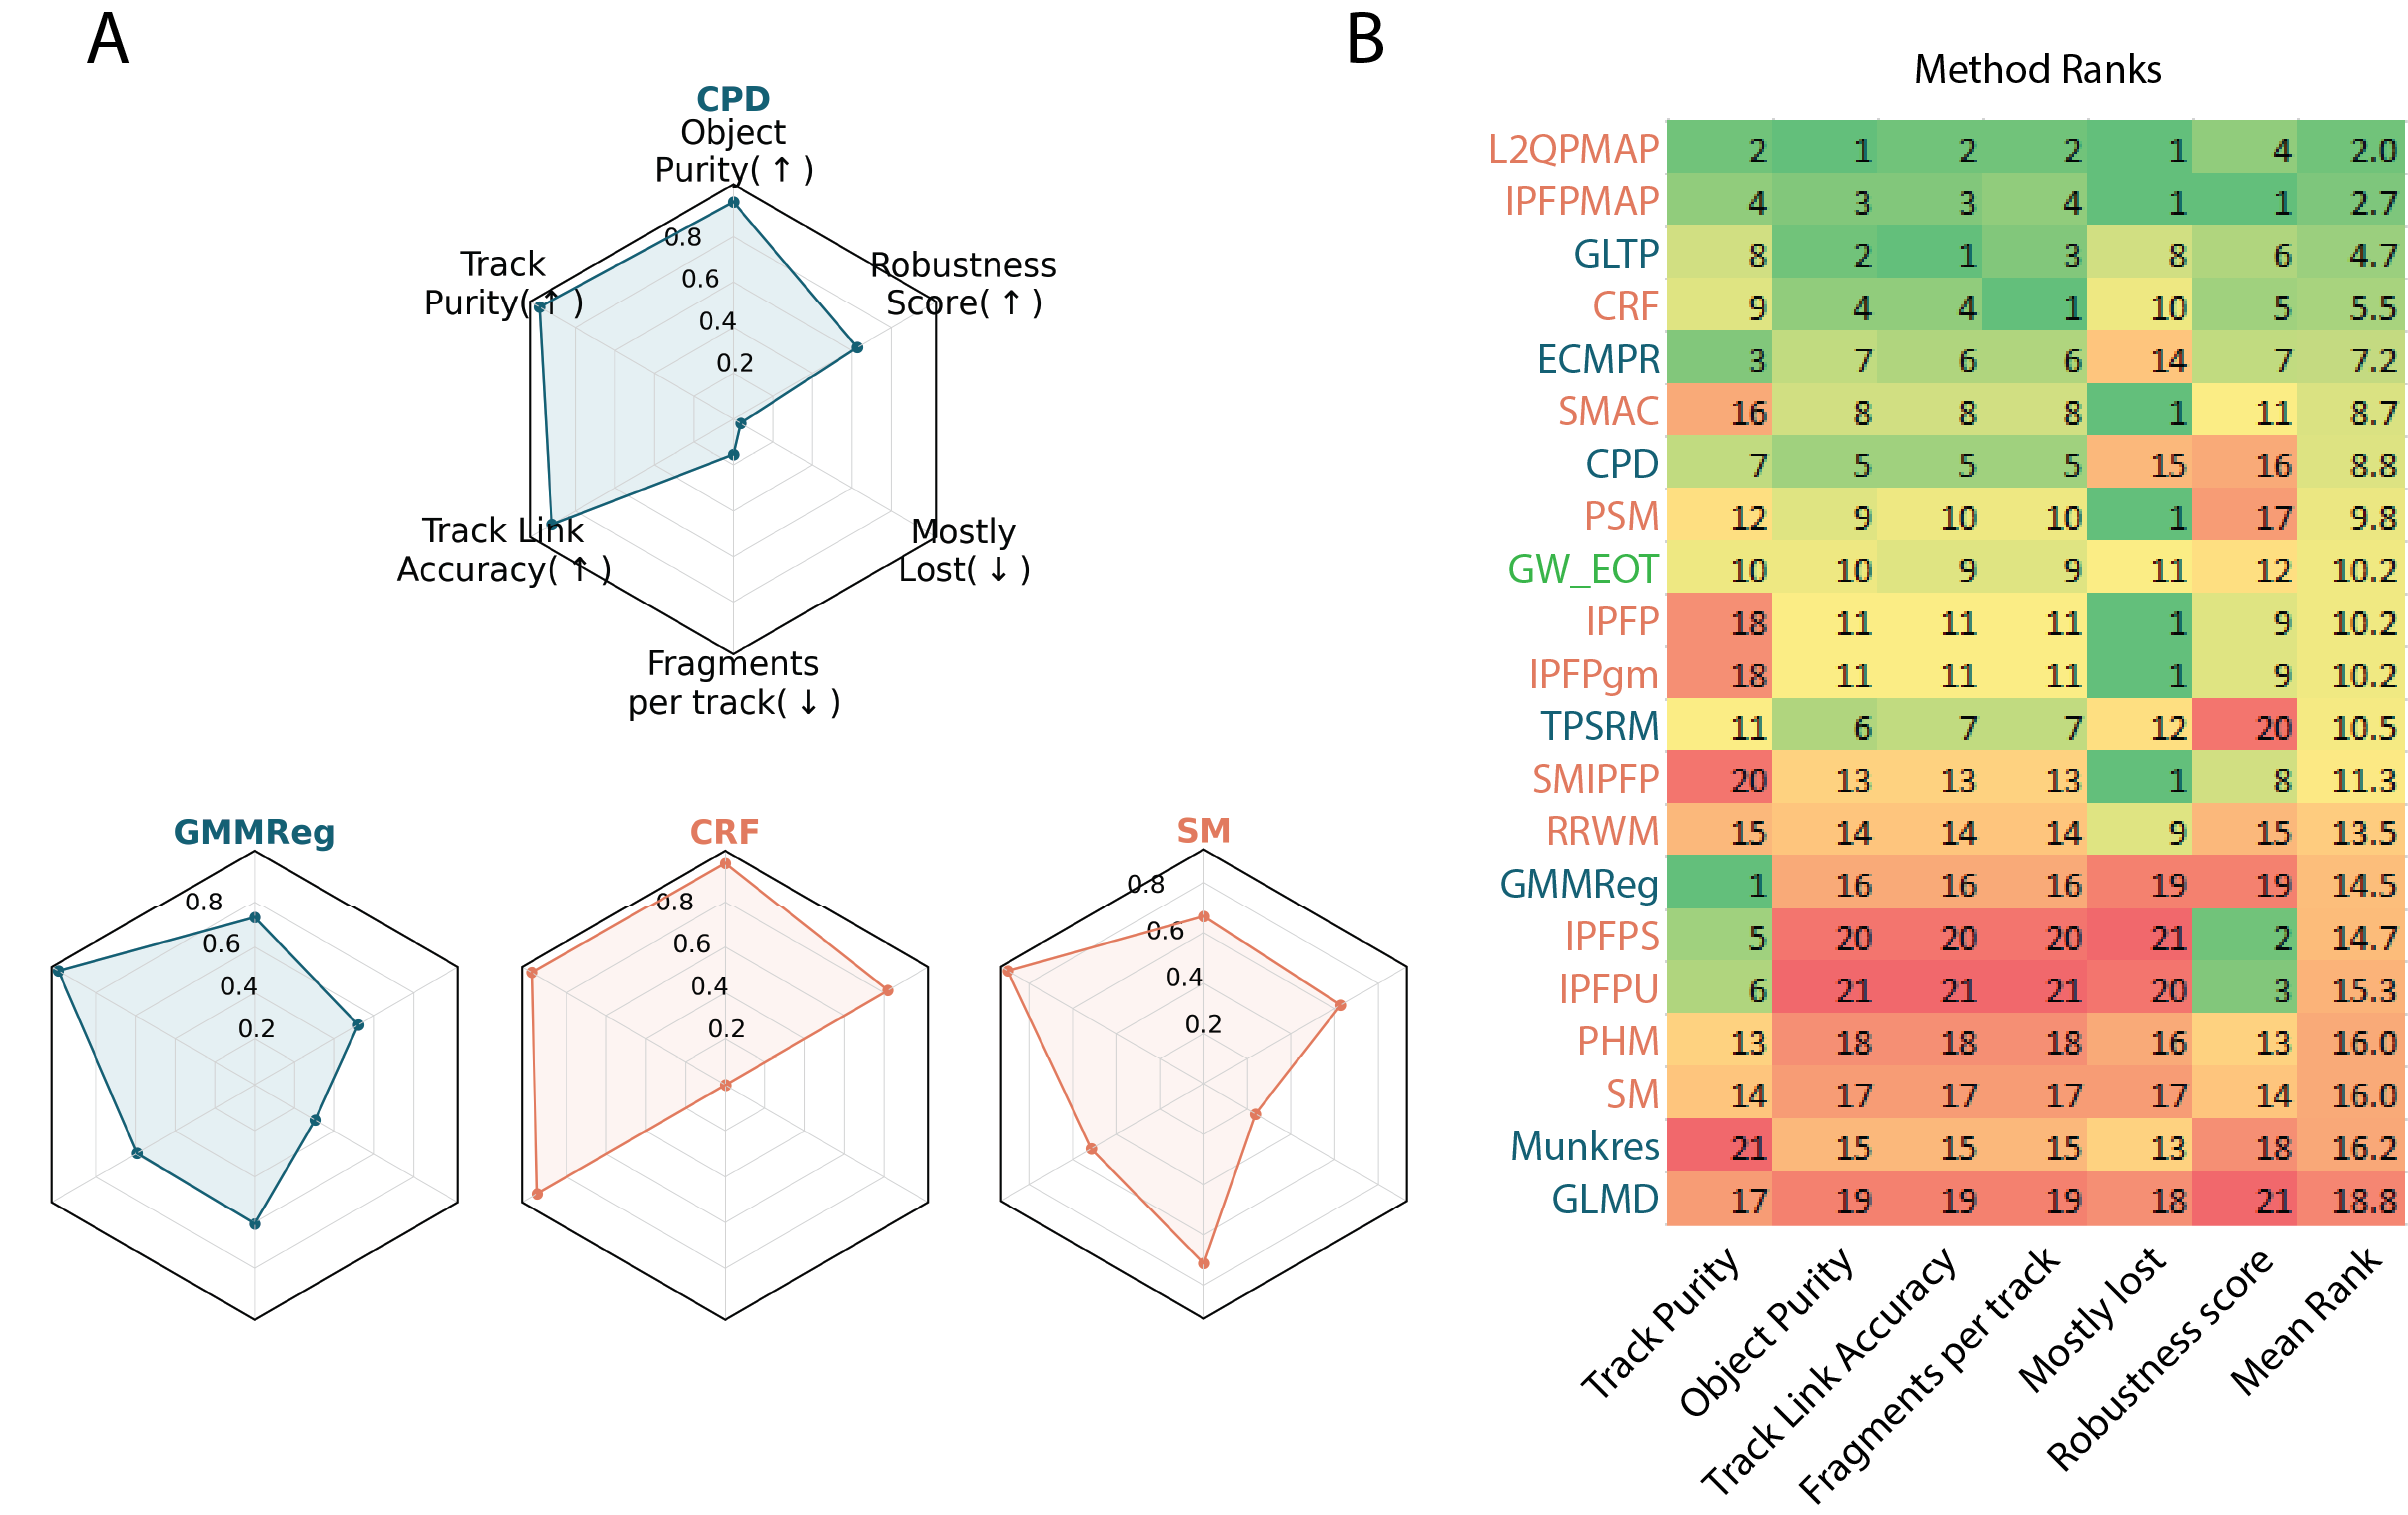 A
CPD
Object
Purity( ↑ )
Track
Purity( ↑ )
Robustness
Score( ↑ )
0.8
0.6
0.4
0.2
Track Link
Accuracy( ↑ )
Mostly
Lost( ↓ )
Fragments
per track( ↓ )
GMMReg
0.8
0.6
0.4
0.2
CRF
0.8
0.6
0.4
0.2
SM
0.8
0.6
0.4
0.2
B
Method Ranks
L2QPMAP 2 1 2 2 1 4 2.0
IPFPMAP 4 3 3 4 1 1 2.7
GLTP 8 2 1 3 8 6 4.7
CRF 9 4 4 1 10 5 5.5
ECMPR 3 7 6 6 14 7 7.2
SMAC 16 8 8 8 1 11 8.7
CPD 7 5 5 5 15 16 8.8
PSM 12 9 10 10 1 17 9.8
GW_EOT 10 10 9 9 11 12 10.2
IPFP 18 11 11 11 1 9 10.2
IPFPgm 18 11 11 11 1 9 10.2
TPSRM 11 6 7 7 12 20 10.5
SMIPFP 20 13 13 13 1 8 11.3
RRWM 15 14 14 14 9 15 13.5
GMMReg 1 16 16 16 19 19 14.5
IPFPS 5 20 20 20 21 2 14.7
IPFPU 6 21 21 21 20 3 15.3
PHM 13 18 18 18 16 13 16.0
SM 14 17 17 17 17 14 16.0
Munkres 21 15 15 15 13 18 16.2
GLMD 17 19 19 19 18 21 18.8
Track Purity
Object Purity
Track Link Accuracy
Fragments per track
Mostly lost
Robustness score
Mean Rank